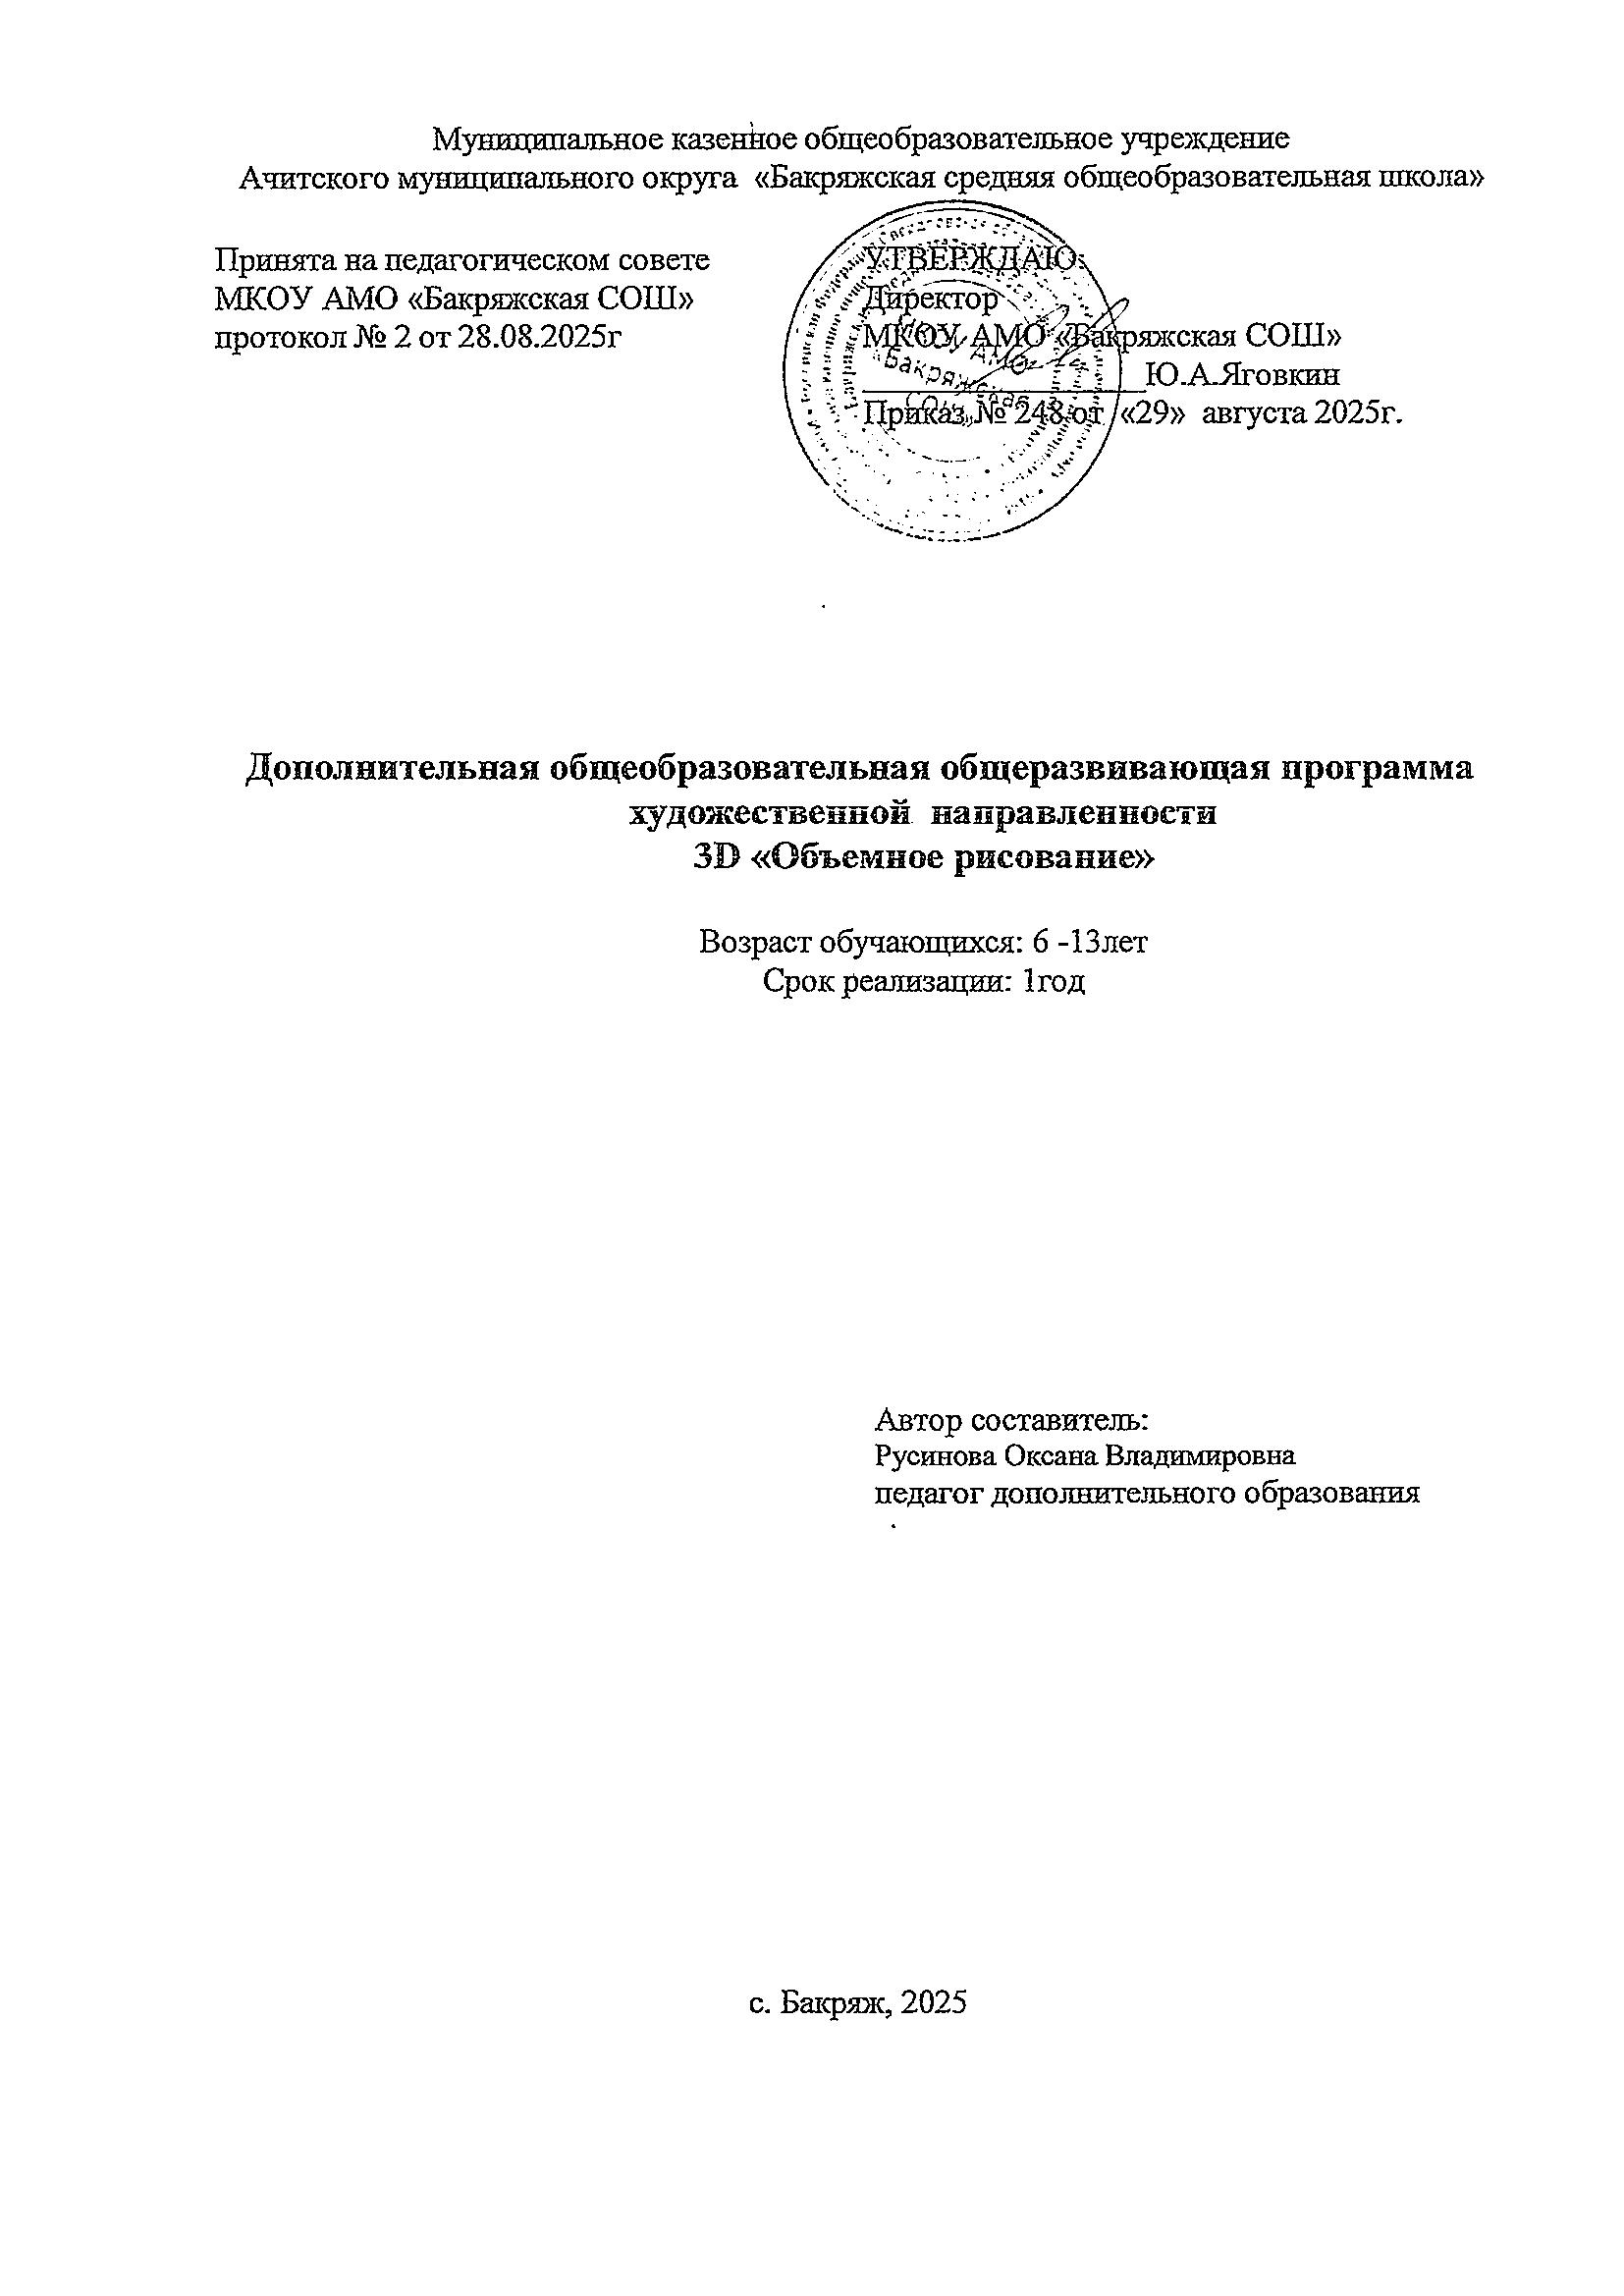 Муниципальное казенное общеобразовательное учреждение
Ачитского муниципального округа «Бакряжская средняя общеобразовательная школа»
Принята на педагогическом совете
МКОУ АМО «Бакряжская СОШ»
протокол № 2 от 28.08.2025г
УТВЕРЖДАЮ:
Директор
МКОУ АМО «Бакряжская СОШ»
Ю.А.Яговкин
Приказ № 248 от «29» августа 2025г.
АМО
«Бакряжская
СОШ»
Дополнительная общеобразовательная общеразвивающая программа
художественной направленности
3D «Объемное рисование»
Возраст обучающихся: 6 -13лет
Срок реализации: 1год
Автор составитель:
Русинова Оксана Владимировна
педагог дополнительного образования
с. Бакряж, 2025